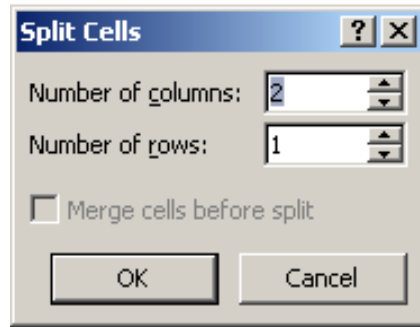 Split Cells ? X
Number of columns: 2
Number of rows: 1
Merge cells before split
OK Cancel